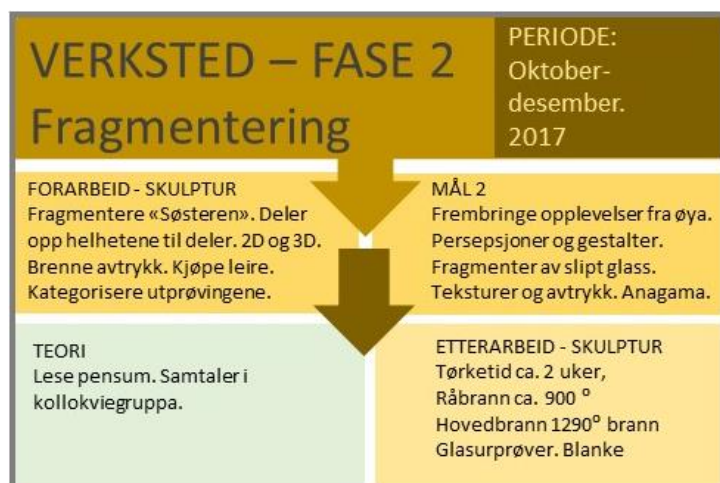 VERKSTED – FASE 2
Fragmentering
PERIODE:
Oktober-
desember.
2017
FORARBEID - SKULPTUR
Fragmentere «Søsteren». Deler
opp helhetene til deler. 2D og 3D.
Brenne avtrykk. Kjøpe leire.
Kategorisere utprøvingene.
MÅL 2
Frembringe opplevelser fra øya.
Persepsjoner og gestalter.
Fragmenter av slipt glass.
Teksturer og avtrykk. Anagama.
TEORI
Lese pensum. Samtaler i
kollokviegruppa.
ETTERARBEID - SKULPTUR
Tørketid ca. 2 uker,
Råbrann ca. 900 °
Hovedbrann 1290° brann
Glasurprøver. Blanke